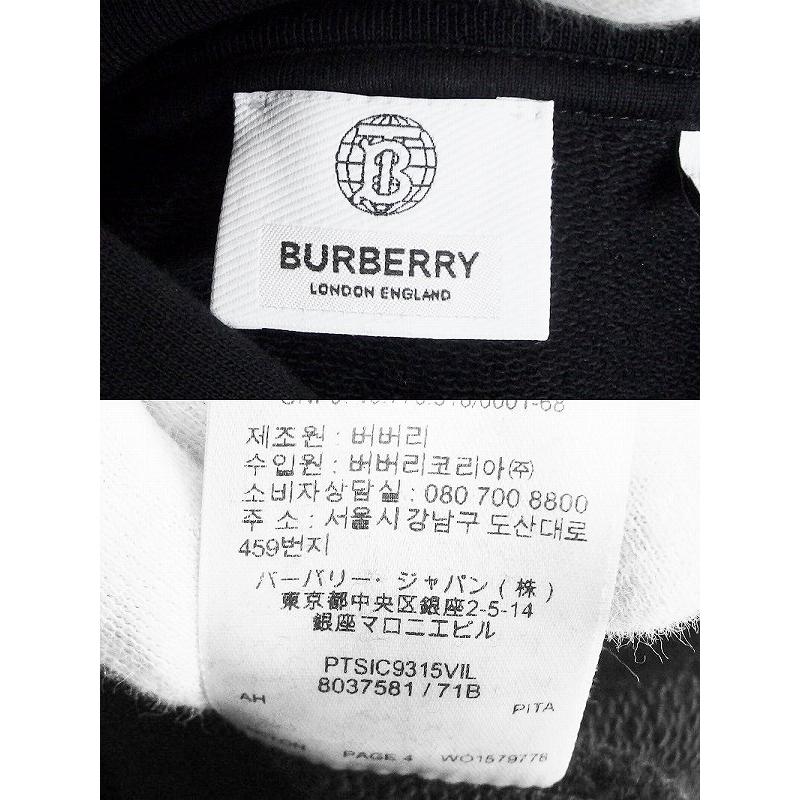 B
BURBERRY
LONDON ENGLAND
제조원 : 버버리
수입원 : 버버리코리아㈜
소비자상담실 : 080 700 8800
주 소 : 서울시 강남구 도산대로
459번지
バーバリー・ジャパン(株)
東京都中央区銀座2-5-14
銀座マロニエビル
PTSIC9315VIL
8037581 / 71B
AH PITA
PAGE 4 WO1579778